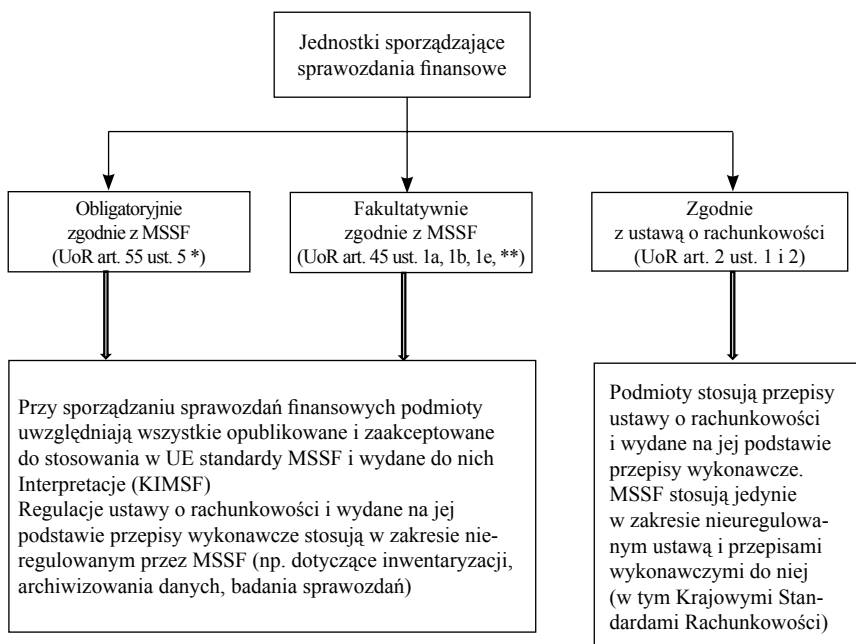 Jednostki sporządzające
sprawozdania finansowe
Obligatoryjnie
zgodnie z MSSF
(UoR art. 55 ust. 5 *)
Fakultatywnie
zgodnie z MSSF
(UoR art. 45 ust. 1a, 1b, 1e, **)
Zgodnie
z ustawą o rachunkowości
(UoR art. 2 ust. 1 i 2)
Przy sporządzaniu sprawozdań finansowych podmioty
uwzględniają wszystkie opublikowane i zaakceptowane
do stosowania w UE standardy MSSF i wydane do nich
Interpretacje (KIMSF)
Regulacje ustawy o rachunkowości i wydane na jej
podstawie przepisy wykonawcze stosują w zakresie nie-
regulowanym przez MSSF (np. dotyczące inwentaryzacji,
archiwizowania danych, badania sprawozdań)
Podmioty stosują przepisy
ustawy o rachunkowości
i wydane na jej podstawie
przepisy wykonawcze.
MSSF stosują jedynie
w zakresie nieuregulowa-
nym ustawą i przepisami
wykonawczymi do niej
(w tym Krajowymi Stan-
dardami Rachunkowości)